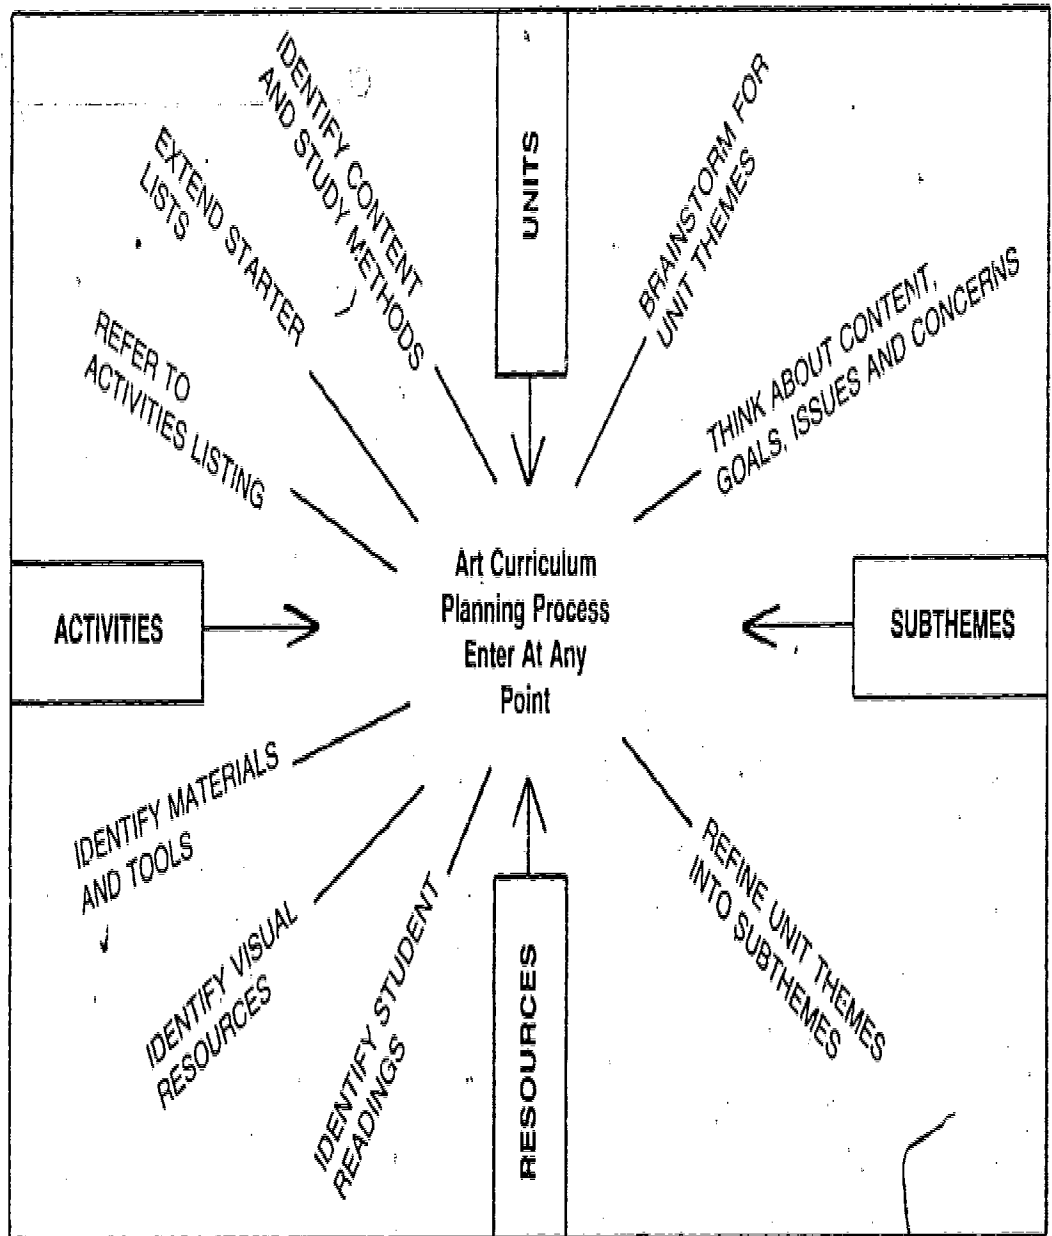 UNITS
IDENTIFY CONTENT
AND STUDY METHODS
BRAINSTORM FOR
UNIT THEMES
EXTEND STARTER
LISTS
THINK ABOUT CONTENT,
GOALS, ISSUES AND CONCERNS
REFER TO
ACTIVITIES LISTING
Art Curriculum
Planning Process
Enter At Any
Point
ACTIVITIES
SUBTHEMES
IDENTIFY MATERIALS
AND TOOLS
REFINE UNIT THEMES
INTO SUBTHEMES
IDENTIFY VISUAL
RESOURCES
IDENTIFY STUDENT
READINGS
RESOURCES